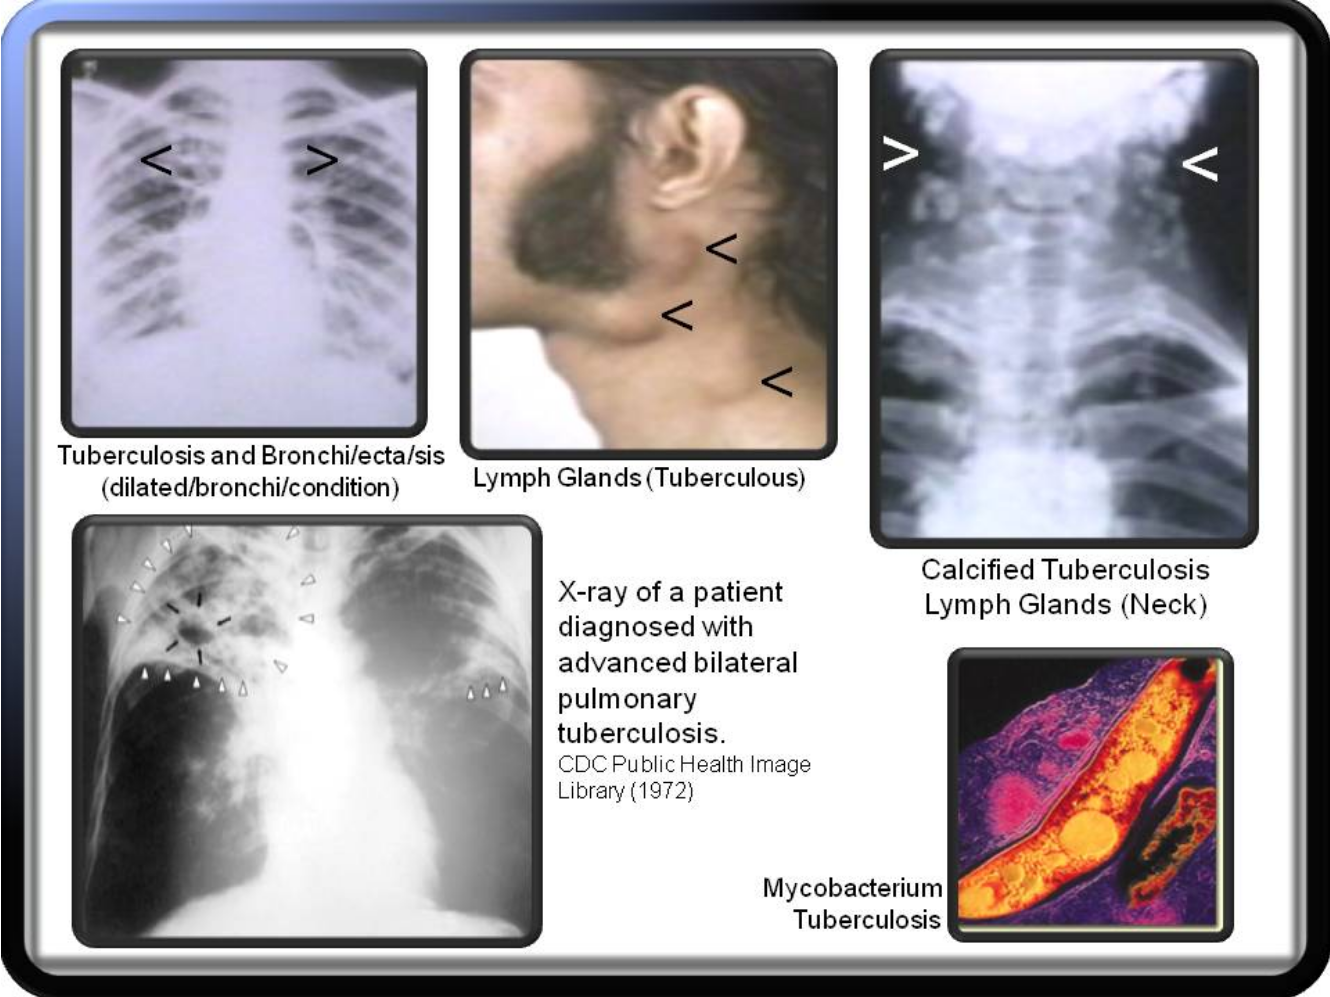 Tuberculosis and Bronchi/ecta/sis
(dilated/bronchi/condition)
Lymph Glands (Tuberculous)
Calcified Tuberculosis
Lymph Glands (Neck)
X-ray of a patient
diagnosed with
advanced bilateral
pulmonary
tuberculosis.
CDC Public Health Image
Library (1972)
Mycobacterium
Tuberculosis